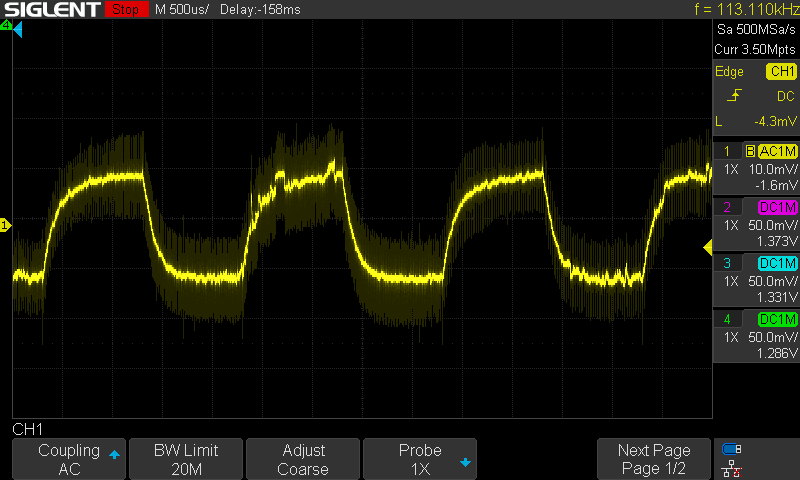 SIGLENT Stop M 500us/ Delay:-158ms f = 113.110kHz
4
Sa 500MSa/s
Curr 3.50Mpts
Edge CH1
DC
L -4.3mV
1 B AC1M
1X 10.0mV/
-1.6mV
2 DC1M
1X 50.0mV/
1.373V
3 DC1M
1X 50.0mV/
1.331V
4 DC1M
1X 50.0mV/
1.286V
1
CH1
Coupling
AC
BW Limit
20M
Adjust
Coarse
Probe
1X
Next Page
Page 1/2